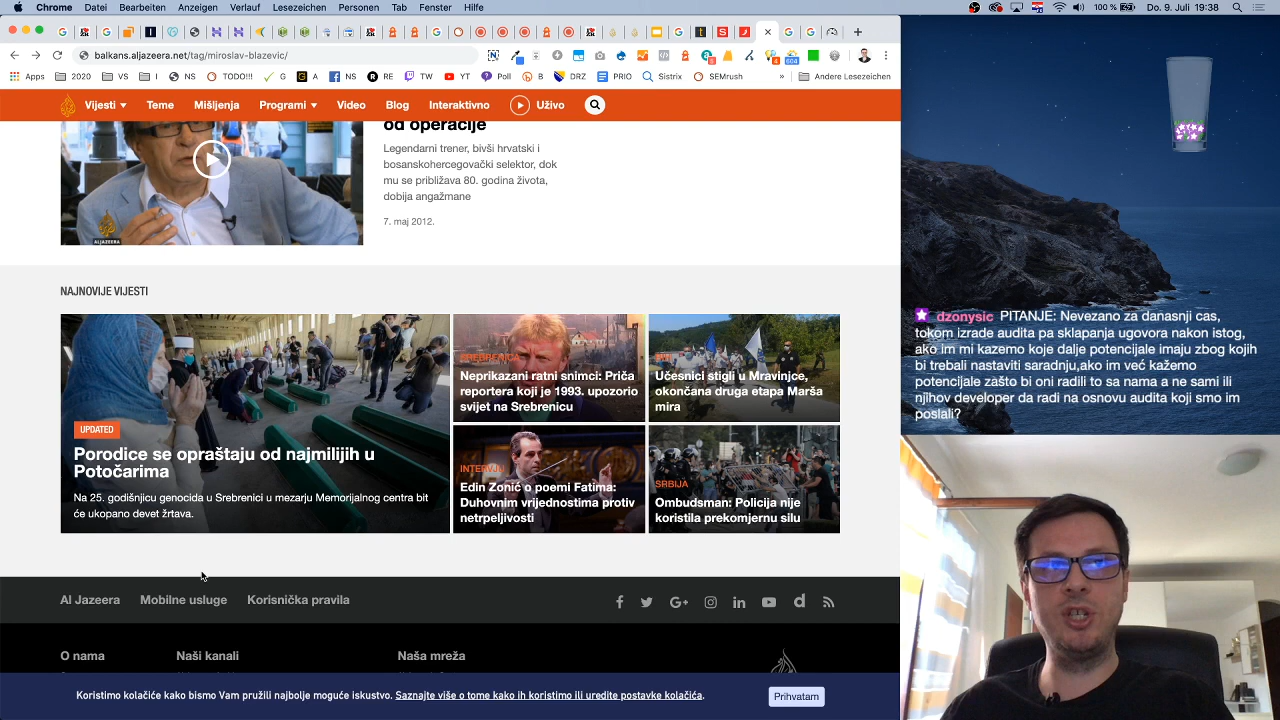 Chrome Datei Bearbeiten Anzeigen Verlauf Lesezeichen Personen Tab Fenster Hilfe
100 % Do. 9. Juli 19:38
balkans.aljazeera.net/tag/miroslav-blazevic/
Apps 2020 VS I NS TODO!!! G A NS RE TW YT Poll B DRZ PRIO Sistrix SEmrush » Andere Lesezeichen
Vijesti Teme Mišljenja Programi Video Blog Interaktivno Uživo
od operacije
Legendarni trener, bivši hrvatski i
bosanskohercegovački selektor, dok
mu se približava 80. godina života,
dobija angažmane
7. maj 2012.
ALJAZEERA
NAJNOVIJE VIJESTI
UPDATED
Porodice se opraštaju od najmilijih u
Potočarima
Na 25. godišnjicu genocida u Srebrenici u mezarju Memorijalnog centra bit
će ukopano devet žrtava.
SREBRENICA
Neprikazani ratni snimci: Priča
reportera koji je 1993. upozorio
svijet na Srebrenicu
BIH
Učesnici stigli u Mravinjce,
okončana druga etapa Marša
mira
INTERVJU
Edin Zonić o poemi Fatima:
Duhovnim vrijednostima protiv
netrpeljivosti
SRBIJA
Ombudsman: Policija nije
koristila prekomjernu silu
Al Jazeera Mobilne usluge Korisnička pravila
O nama Naši kanali Naša mreža
Koristimo kolačiće kako bismo Vam pružili najbolje moguće iskustvo. Saznajte više o tome kako ih koristimo ili uredite postavke kolačića.
Prihvatam
dzonysic PITANJE: Nevezano za danasnji cas,
tokom izrade audita pa sklapanja ugovora nakon istog,
ako im mi kazemo koje dalje potencijale imaju zbog kojih
bi trebali nastaviti saradnju,ako im već kažemo
potencijale zašto bi oni radili to sa nama a ne sami ili
njihov developer da radi na osnovu audita koji smo im
poslali?